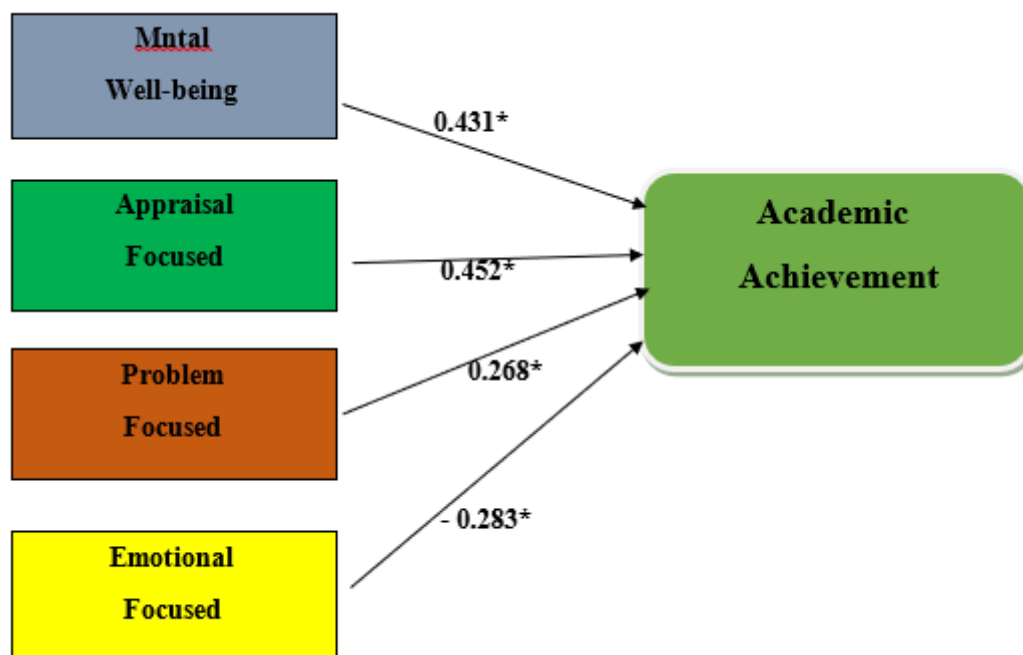 Mntal
Well-being
0.431*
Appraisal
Focused
0.452*
Academic
Achievement
Problem
Focused
0.268*
Emotional
Focused
- 0.283*